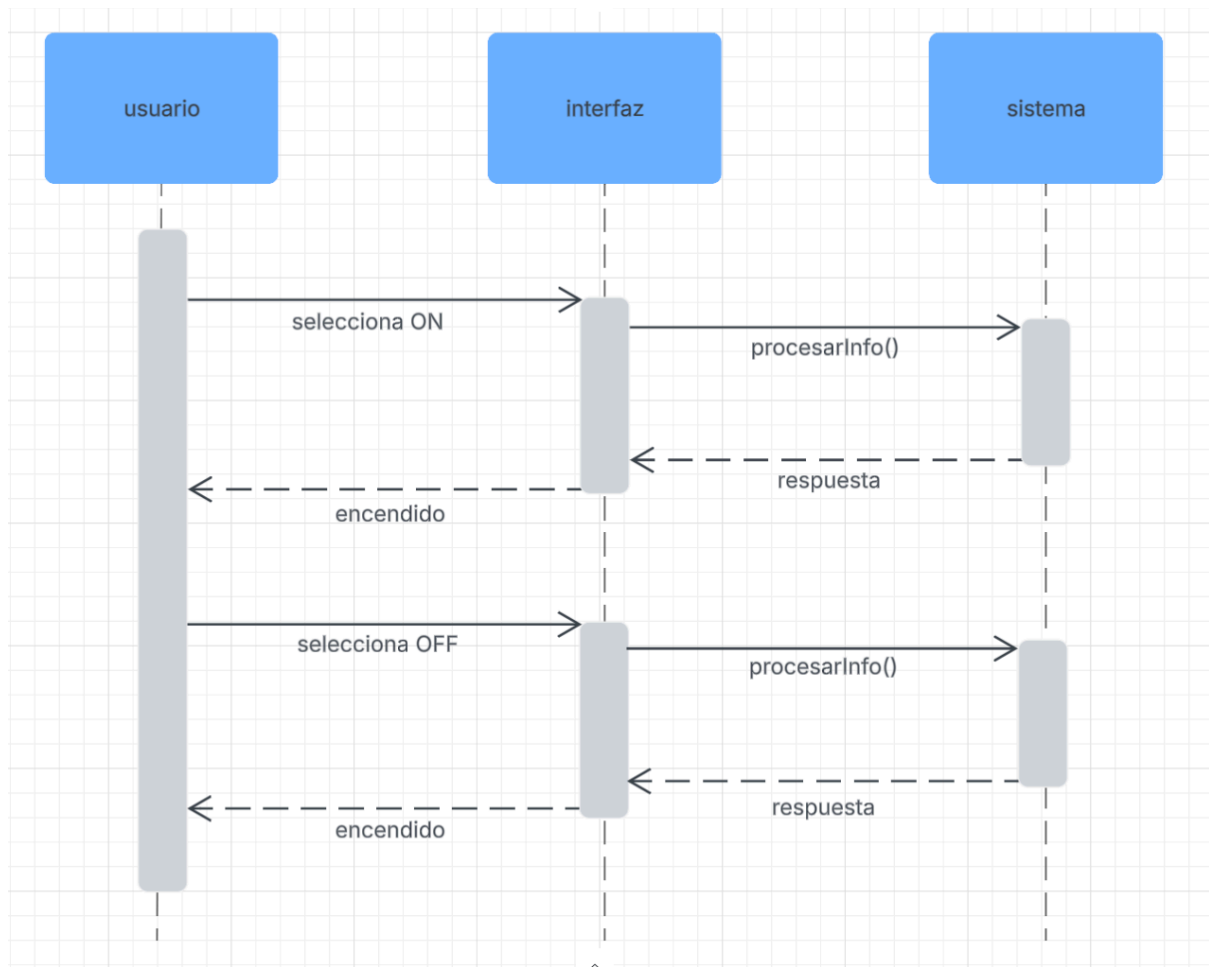 usuario
interfaz
sistema
selecciona ON
procesarInfo()
respuesta
encendido
selecciona OFF
procesarInfo()
respuesta
encendido